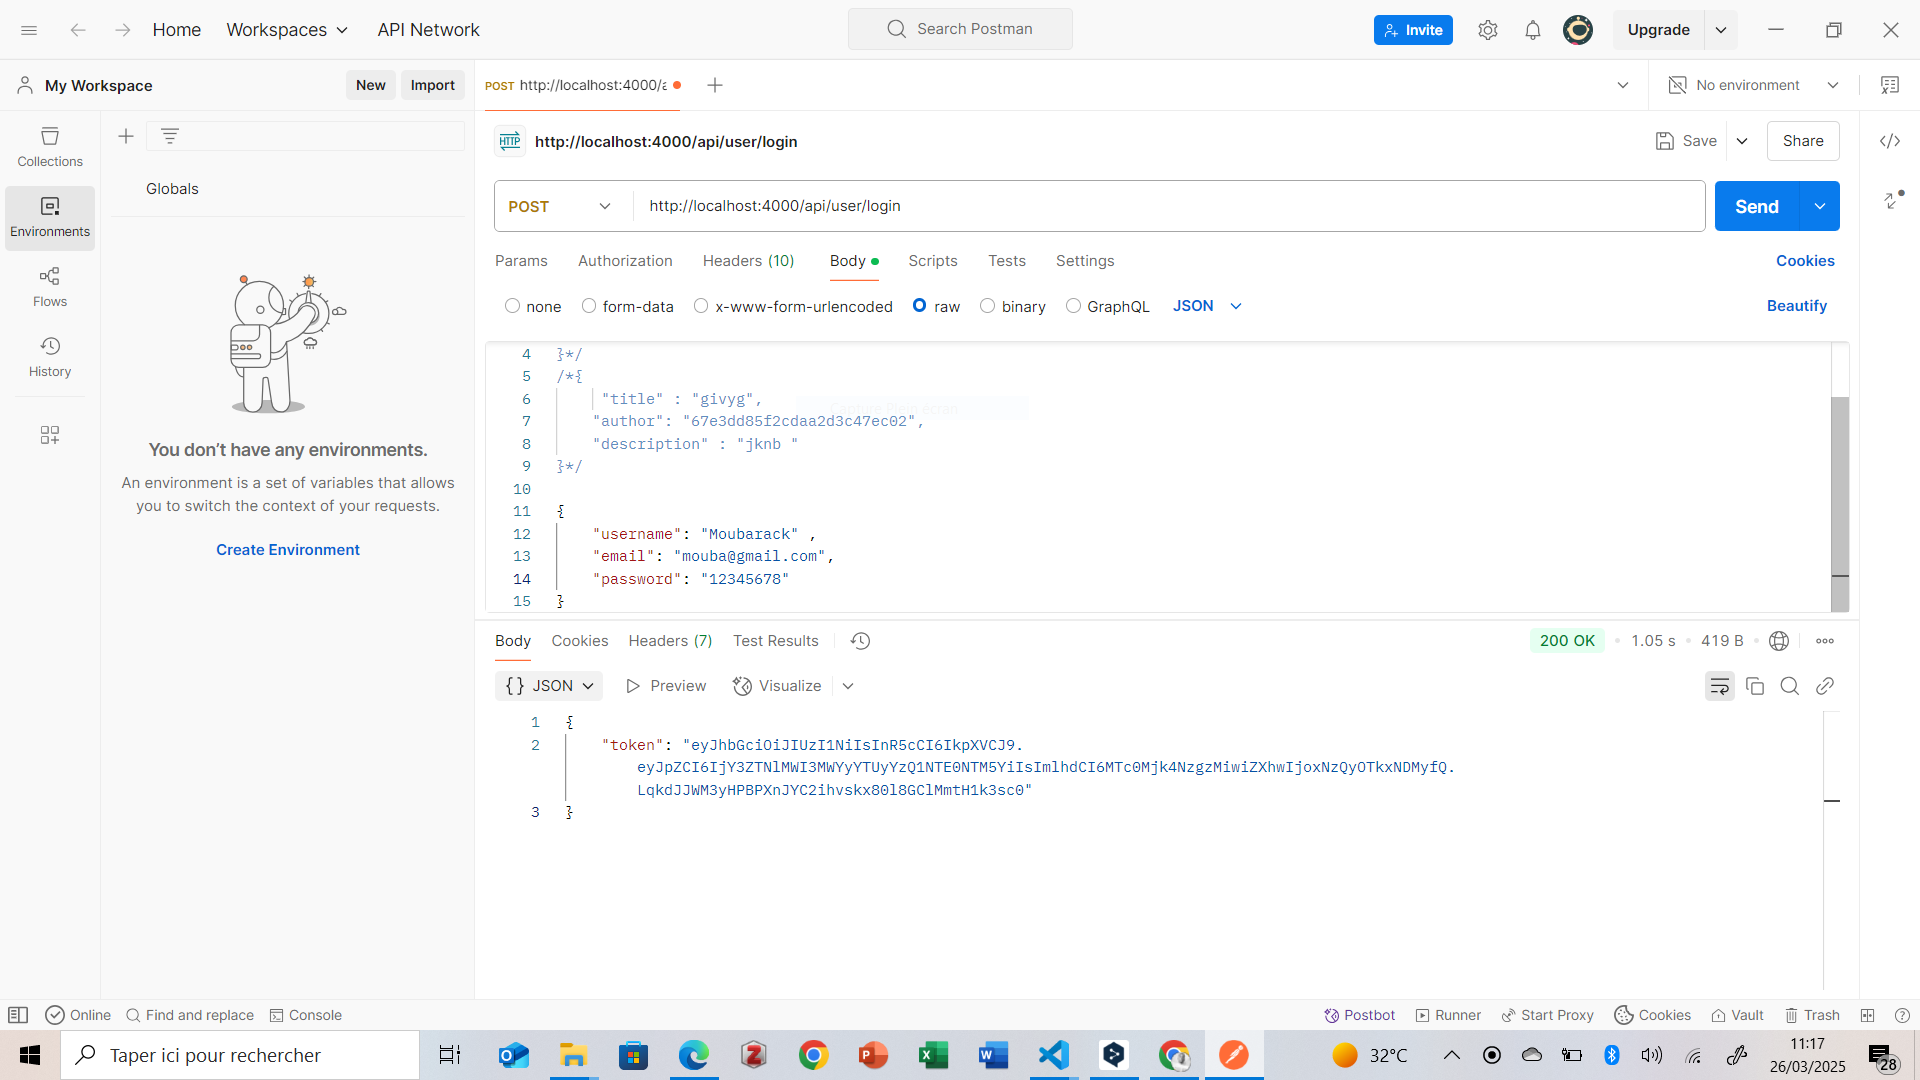 Home
Workspaces
API Network
Search Postman
Invite
Upgrade
My Workspace
New
Import
POST http://localhost:4000/a
No environment
Collections
Environments
Flows
History
Globals
You don't have any environments.
An environment is a set of variables that allows
you to switch the context of your requests.
Create Environment
HTTP
http://localhost:4000/api/user/login
Save
Share
POST
http://localhost:4000/api/user/login
Send
Params
Authorization
Headers (10)
Body
Scripts
Tests
Settings
Cookies
none
form-data
x-www-form-urlencoded
raw
binary
GraphQL
JSON
Beautify
4 }*/
5 /*{
6 "title" : "givyg",
Capture Plein écran
7 "author": "67e3dd85f2cdaa2d3c47ec02",
8 "description" : "jknb "
9 }*/
10
11 {
12 "username": "Moubarack" ,
13 "email": "mouba@gmail.com",
14 "password": "12345678"
15 }
Body
Cookies
Headers (7)
Test Results
200 OK
1.05 s
419 B
{} JSON
Preview
Visualize
1 {
2 "token": "eyJhbGciOiJIUzI1NiIsInR5cCI6IkpXVCJ9.
eyJpZCI6IjY3ZTNlMWI3MWYyYTUyYzQ1NTE0NTM5YiIsImlhdCI6MTc0Mjk4NzgzMiwiZXhwIjoxNzQyOTkxNDMyfQ.
LqkdJJWM3yHPBPXnJYC2ihvskx80l8GClMmtH1k3sc0"
3 }
Online
Find and replace
Console
Postbot
Runner
Start Proxy
Cookies
Vault
Trash
Taper ici pour rechercher
32°C
11:17
26/03/2025
28